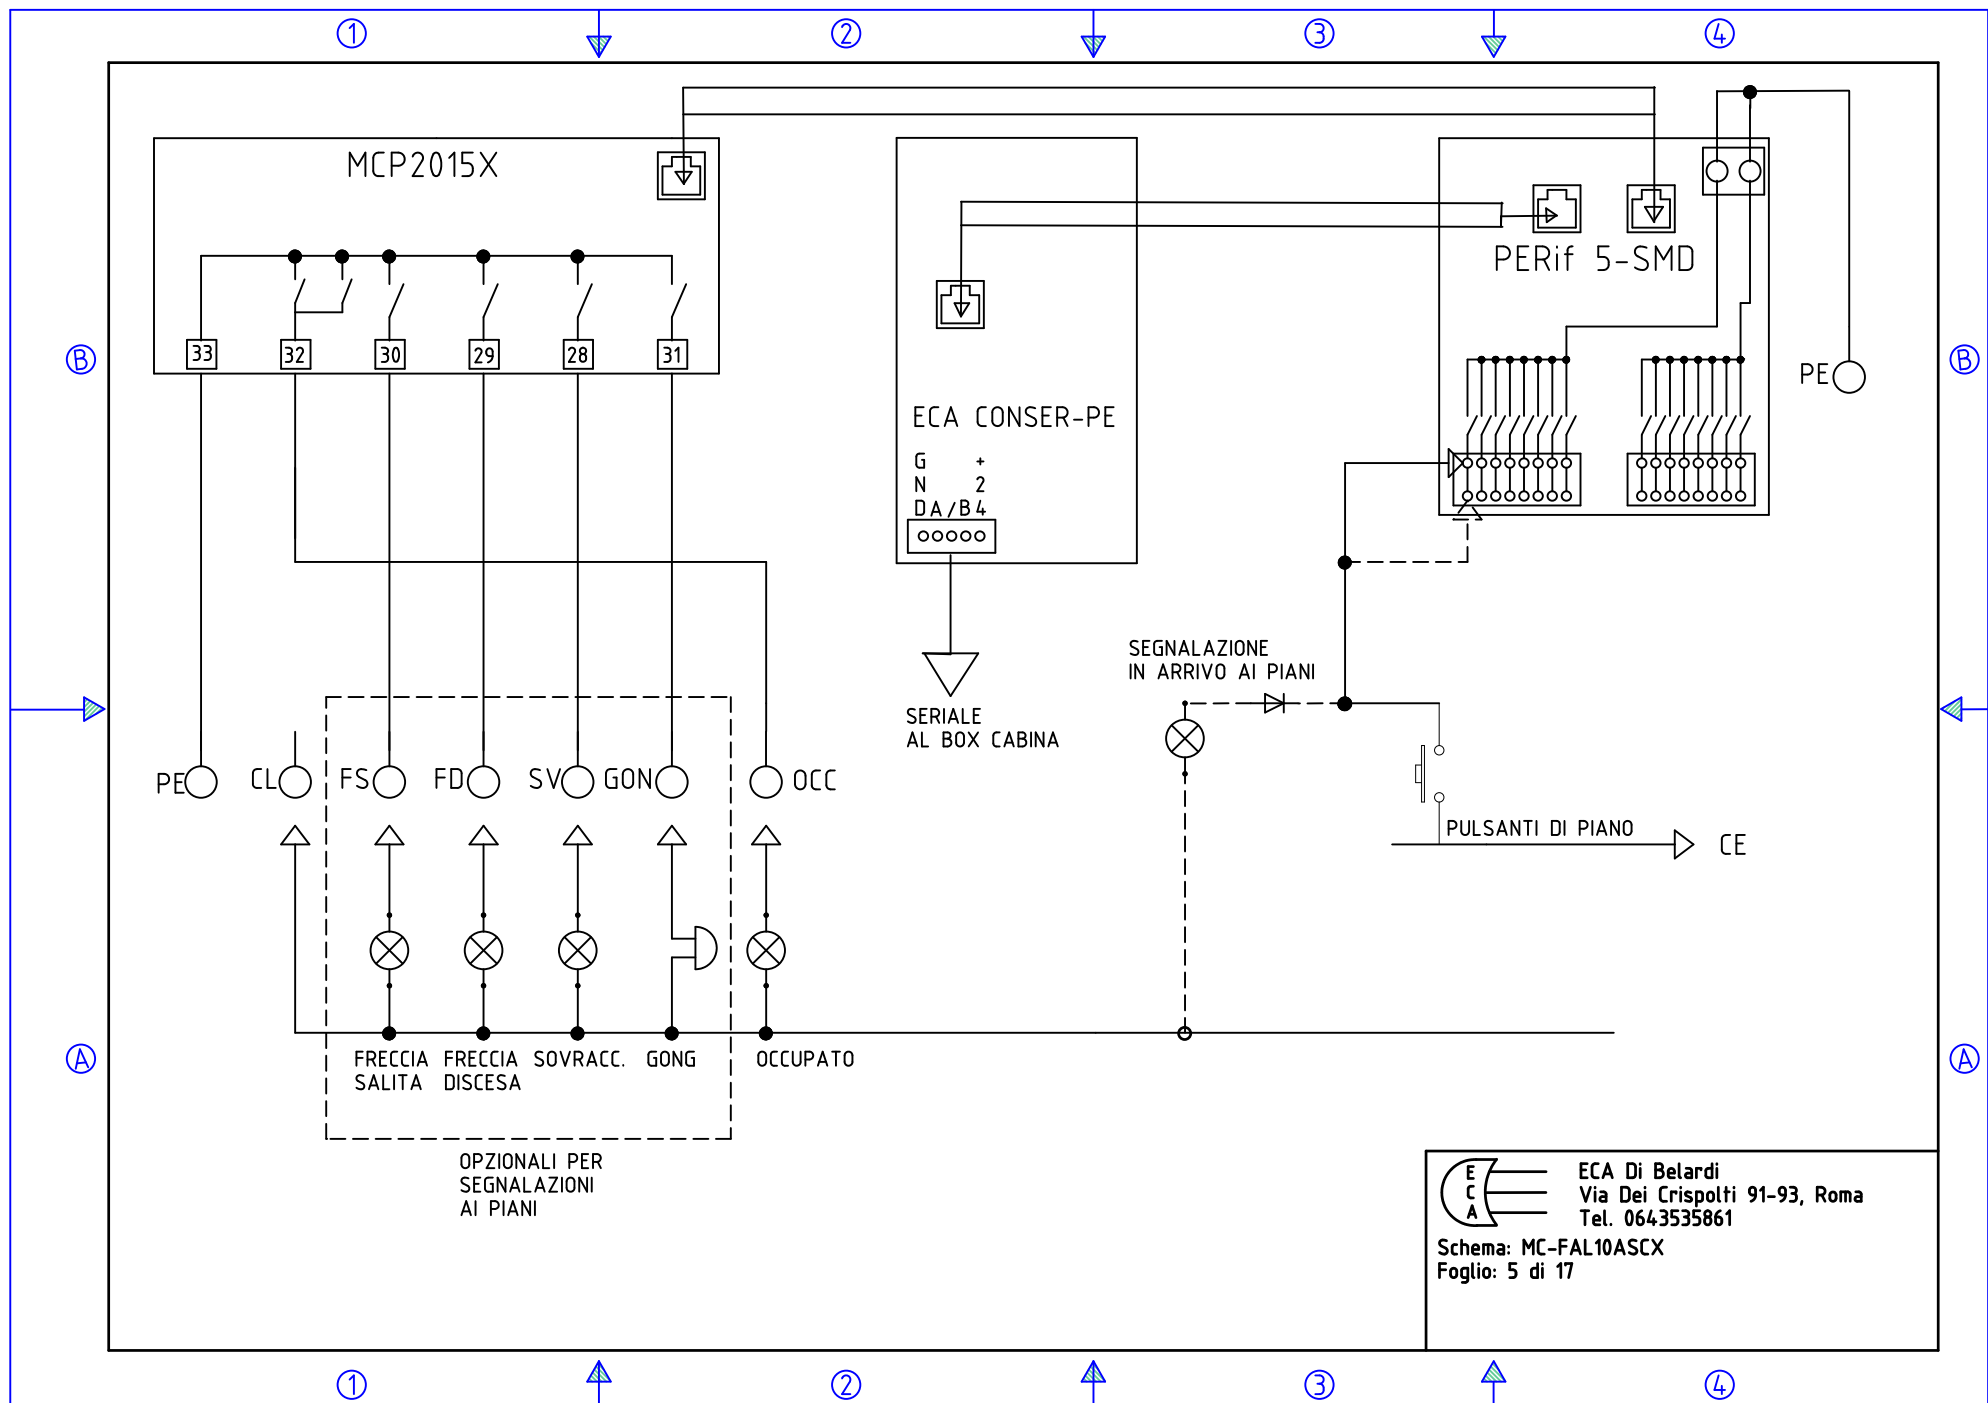 1 2 3 4
MCP2015X
33 32 30 29 28 31
PERif 5-SMD
B B
PE
ECA CONSER-PE
G +
N 2
D A/B 4
SEGNALAZIONE
IN ARRIVO AI PIANI
SERIALE
AL BOX CABINA
PE CL FS FD SV GON OCC
PULSANTI DI PIANO
CE
FRECCIA
SALITA
FRECCIA
DISCESA
SOVRACC.
GONG
OCCUPATO
A A
OPZIONALI PER
SEGNALAZIONI
AI PIANI
E
C
A
ECA Di Belardi
Via Dei Crispolti 91-93, Roma
Tel. 0643535861
Schema: MC-FAL10ASCX
Foglio: 5 di 17
1 2 3 4